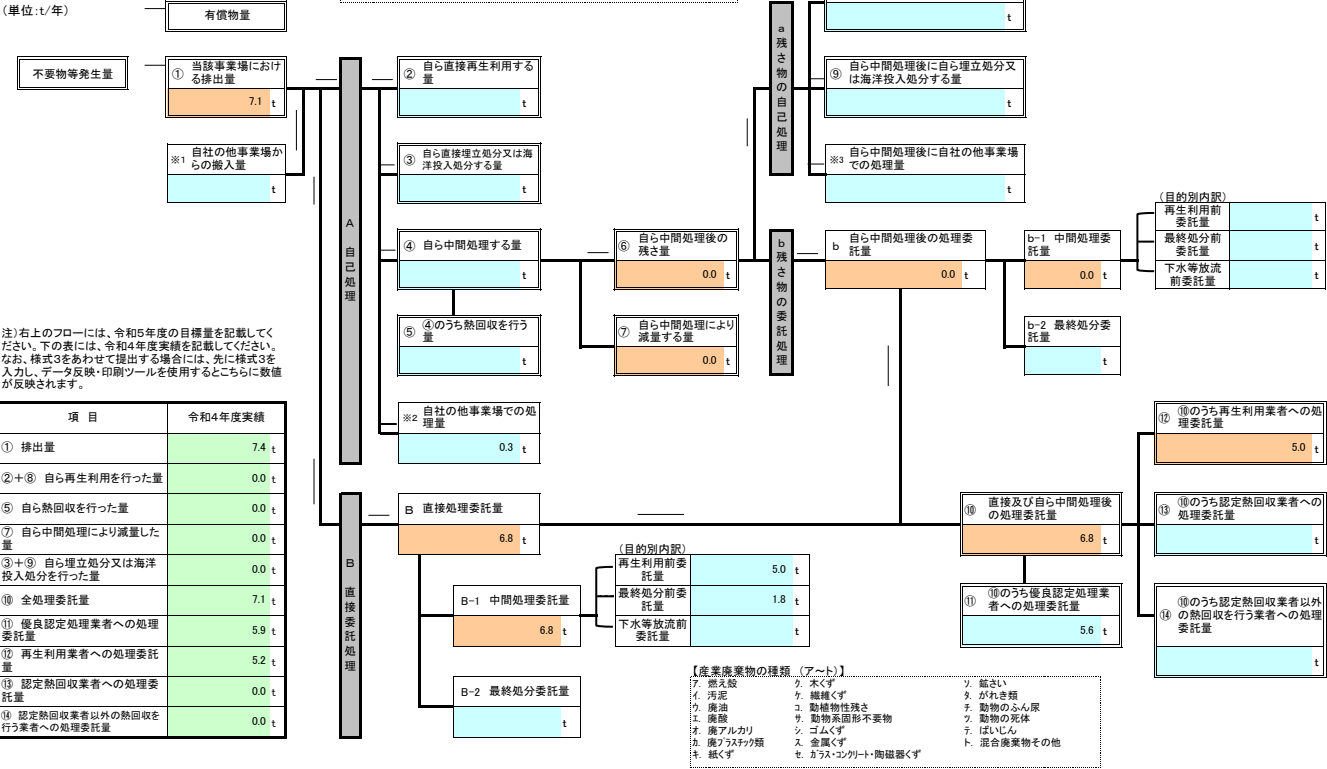 （単位：t/年）
有償物量
t
不要物等発生量
① 当該事業場におけ
る排出量
7.1 t
※1 自社の他事業場か
らの搬入量
t
A 自己処理
② 自ら直接再生利用する
量
t
③ 自ら直接埋立処分又は海
洋投入処分する量
t
④ 自ら中間処理する量
t
⑤ ④のうち熱回収を行う
量
t
※2 自社の他事業場での処
理量
0.3 t
⑥ 自ら中間処理後の
残さ量
0.0 t
⑦ 自ら中間処理により
減量する量
0.0 t
a 残さ物の自己処理
⑨ 自ら中間処理後に自ら埋立処分又
は海洋投入処分する量
t
※3 自ら中間処理後に自社の他事業場
での処理量
t
b 残さ物の委託処理
b 自ら中間処理後の処理委
託量
0.0 t
b-1 中間処理委
託量
0.0 t
b-2 最終処分委
託量
t
（目的別内訳）
再生利用前
委託量
t
最終処分前
委託量
t
下水等放流
前委託量
t
注）右上のフローには、令和５年度の目標量を記載してく
ださい。下の表には、令和４年度実績を記載してください。
なお、様式３をあわせて提出する場合には、先に様式３を
入力し、データ反映・印刷ツールを使用するとこちらに数値
が反映されます。
項 目 令和４年度実績
① 排出量 7.4 t
②＋⑧ 自ら再生利用を行った量 0.0 t
⑤ 自ら熱回収を行った量 0.0 t
⑦ 自ら中間処理により減量した
量 0.0 t
③＋⑨ 自ら埋立処分又は海洋
投入処分を行った量 0.0 t
⑩ 全処理委託量 7.1 t
⑪ 優良認定処理業者への処理
委託量 5.9 t
⑫ 再生利用業者への処理委託
量 5.2 t
⑬ 認定熱回収業者への処理委
託量 0.0 t
⑭ 認定熱回収業者以外の熱回収を
行う業者への処理委託量 0.0 t
B 直接委託処理
B 直接処理委託量
6.8 t
B-1 中間処理委託量
6.8 t
B-2 最終処分委託量
t
（目的別内訳）
再生利用前委
託量
5.0 t
最終処分前委
託量
1.8 t
下水等放流前
委託量
t
⑩ 直接及び自ら中間処理後
の処理委託量
6.8 t
⑪ ⑩のうち優良認定処理業
者への処理委託量
5.6 t
⑫ ⑩のうち再生利用業者への処
理委託量
5.0 t
⑬ ⑩のうち認定熱回収業者への
処理委託量
t
⑭ ⑩のうち認定熱回収業者以外
の熱回収を行う業者への処理
委託量
t
【産業廃棄物の種類 （ア～ト）】
ア. 燃え殻
イ. 汚泥
ウ. 廃油
エ. 廃酸
オ. 廃アルカリ
カ. 廃プラスチック類
キ. 紙くず
ク. 木くず
ケ. 繊維くず
コ. 動植物性残さ
サ. 動物系固形不要物
シ. ゴムくず
ス. 金属くず
セ. ガラス・コンクリート・陶磁器くず
ソ. 鉱さい
タ. がれき類
チ. 動物のふん尿
ツ. 動物の死体
テ. ばいじん
ト. 混合廃棄物その他